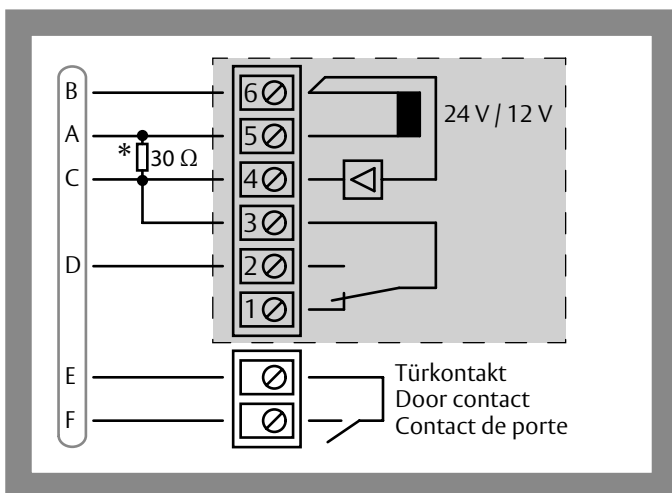 B
6
24 V / 12 V
A
5
* 30 Ω
C
4
3
D
2
1
E
Türkontakt
Door contact
F
Contact de porte